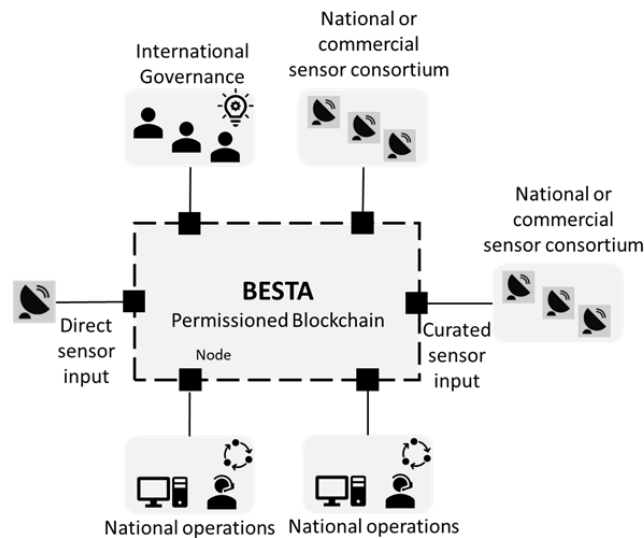 International
Governance
National or
commercial
sensor consortium
National or
commercial
sensor consortium
BESTA
Permissioned Blockchain
Direct
sensor
input
Node
Curated
sensor
input
National operations
National operations